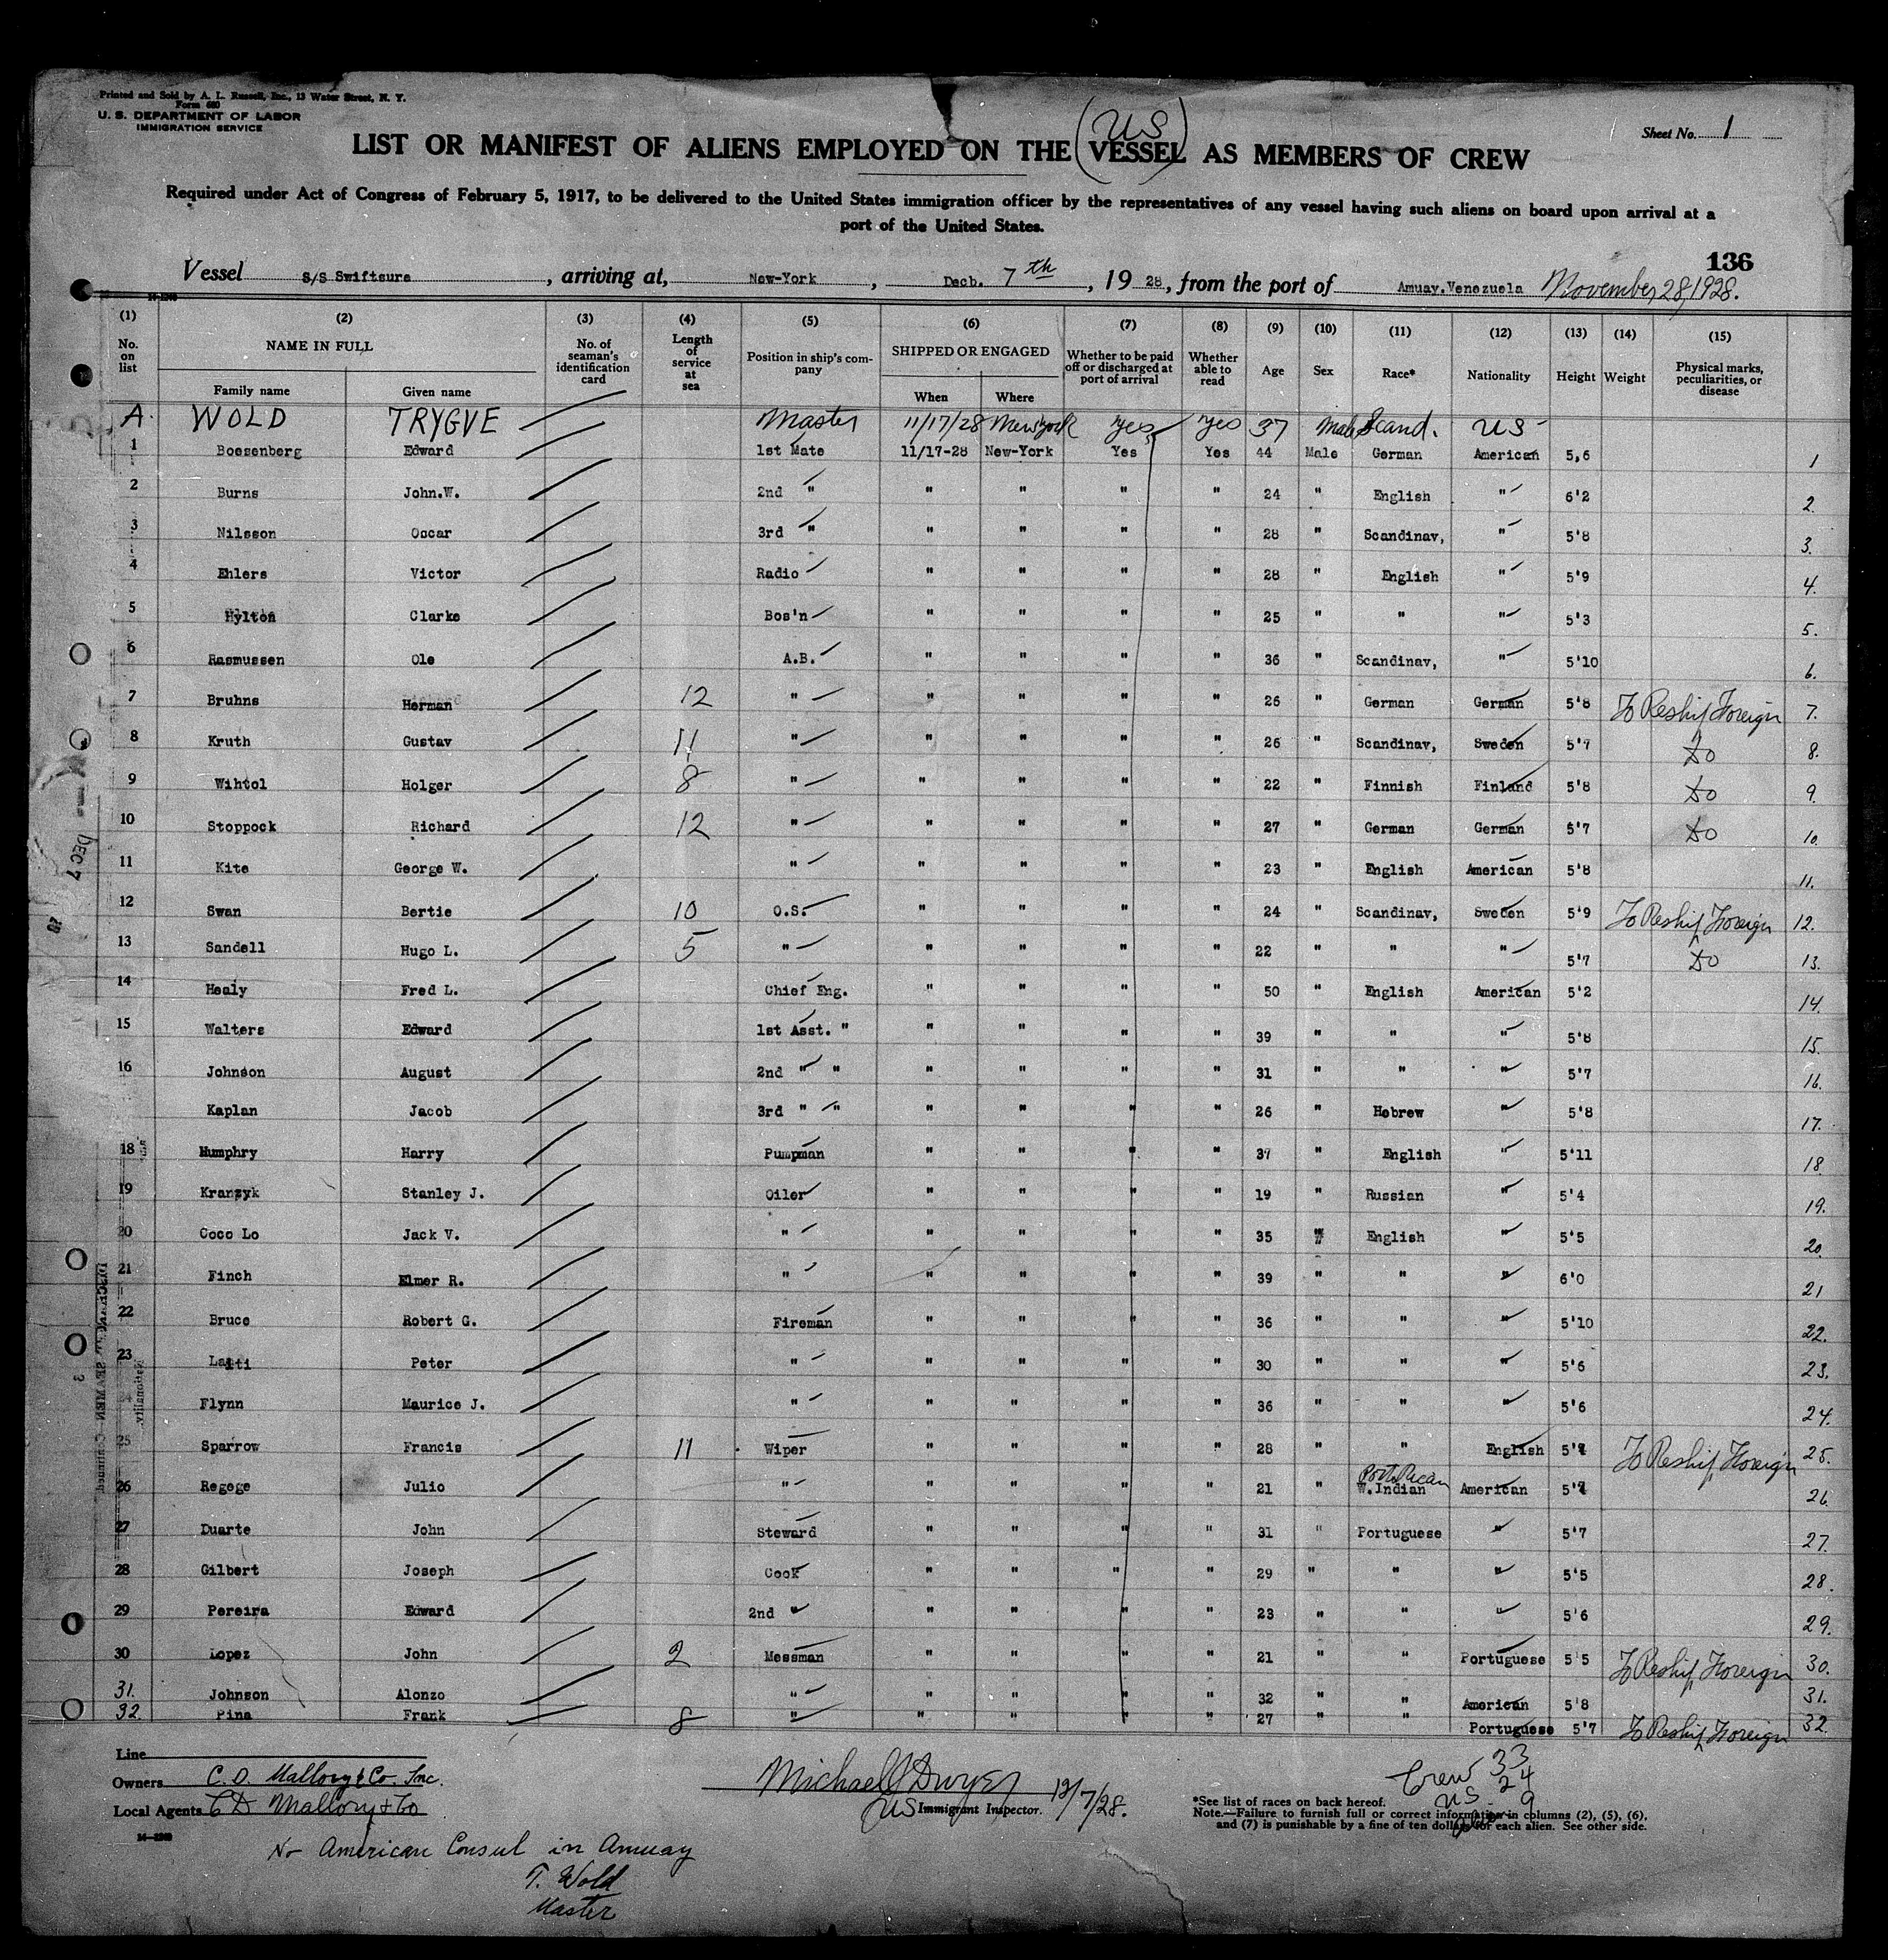 Printed and Sold by A. L. Russell, Inc., 13 Water Street, N. Y.
Form 680
U. S. DEPARTMENT OF LABOR
IMMIGRATION SERVICE
Sheet No. 1
(US)
LIST OR MANIFEST OF ALIENS EMPLOYED ON THE VESSEL AS MEMBERS OF CREW
Required under Act of Congress of February 5, 1917, to be delivered to the United States immigration officer by the representatives of any vessel having such aliens on board upon arrival at a
port of the United States.
136
Vessel S/S Swiftsure, arriving at, New-York, Decb. 7th, 1928, from the port of Amuay.Venezuela November 28, 1928.
(1) (2) (3) (4) (5) (6) (7) (8) (9) (10) (11) (12) (13) (14) (15)
No. on list NAME IN FULL Family name Given name No. of seaman's identification card Length of service at sea Position in ship's company SHIPPED OR ENGAGED When Where Whether to be paid off or discharged at port of arrival Whether able to read Age Sex Race* Nationality Height Weight Physical marks, peculiarities, or disease
A. WOLD TRYGVE Master 11/17/28 New York Yes Yes 37 Male Scand. US
1 Boesenberg Edward 1st Mate 11/17-28 New-York Yes Yes 44 Male German American 5,6 1
2 Burns John.W. 2nd " " " " " 24 " English " 6'2 2.
3 Nilsson Oscar 3rd " " " " " 28 " Scandinav, " 5'8 3.
4 Ehlers Victor Radio " " " " 28 " English " 5'9 4.
5 Hylton Clarke Bos'n " " " " 25 " " " 5'3 5.
6 Rasmussen Ole A.B. " " " " 36 " Scandinav, " 5'10 6.
7 Bruhns Herman 12 " " " " " 26 " German German 5'8 To Reship Foreign 7.
8 Kruth Gustav 11 " " " " " 26 " Scandinav, Sweden 5'7 Do 8.
9 Wihtol Holger 8 " " " " " 22 " Finnish Finland 5'8 Do 9.
10 Stoppock Richard 12 " " " " " 27 " German German 5'7 Do 10.
11 Kite George W. " " " " " 23 " English American 5'8 11.
12 Swan Bertie 10 O.S. " " " " 24 " Scandinav, Sweden 5'9 To Reship Foreign 12.
13 Sandell Hugo L. 5 " " " " " 22 " " " 5'7 Do 13.
14 Healy Fred L. Chief Eng. " " " " 50 " English American 5'2 14.
15 Walters Edward 1st Asst. " " " " " 39 " " " 5'8 15.
16 Johnson August 2nd " " " " " " 31 " " " 5'7 16.
Kaplan Jacob 3rd " " " " " " 26 " Hebrew " 5'8 17.
18 Humphry Harry Pumpman " " " " 37 " English " 5'11 18.
19 Kranzyk Stanley J. Oiler " " " " 19 " Russian " 5'4 19.
20 Coco Lo Jack V. " " " " " 35 " English " 5'5 20.
21 Finch Elmer R. " " " " " 39 " " " 6'0 21
22 Bruce Robert G. Fireman " " " " 36 " " " 5'10 22.
23 Laiti Peter " " " " " 30 " " " 5'6 23.
Flynn Maurice J. " " " " " 36 " " " 5'6 24.
25 Sparrow Francis 11 Wiper " " " " 28 " " English To Reship Foreign 25.
26 Regege Julio " " " " " 21 " Porto Rican W.Indian American 26.
27 Duarte John Steward " " " " 31 " Portuguese " 5'7 27.
28 Gilbert Joseph Cook " " " " 29 " " " 5'5 28.
29 Pereira Edward 2nd " " " " " 23 " " " 5'6 29.
30 Lopez John 2 Messman " " " " 21 " " Portuguese 5'5 To Reship Foreign 30.
31. Johnson Alonzo " " " " " 32 " " American 5'8 31.
32. Pina Frank 8 " " " " " 27 " " Portuguese 5'7 To Reship Foreign 32.
DEC 7
Line
Owners C. D. Mallory & Co. Inc.
Local Agents C D Mallory & Co
14—1240
Michael J Dwyer 12/7/28.
US Immigrant Inspector.
Crew 33
US. 24
9
*See list of races on back hereof.
Note.—Failure to furnish full or correct information in columns (2), (5), (6),
and (7) is punishable by a fine of ten dollars for each alien. See other side.
No American Consul in Amuay
T. Wold
Master